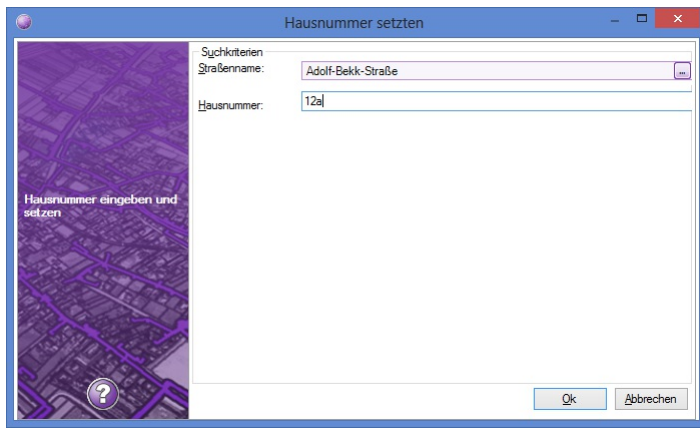 Hausnummer setzten
Suchkriterien
Straßenname:
Adolf-Bekk-Straße
...
Hausnummer:
12a
Hausnummer eingeben und
setzen
?
Ok
Abbrechen